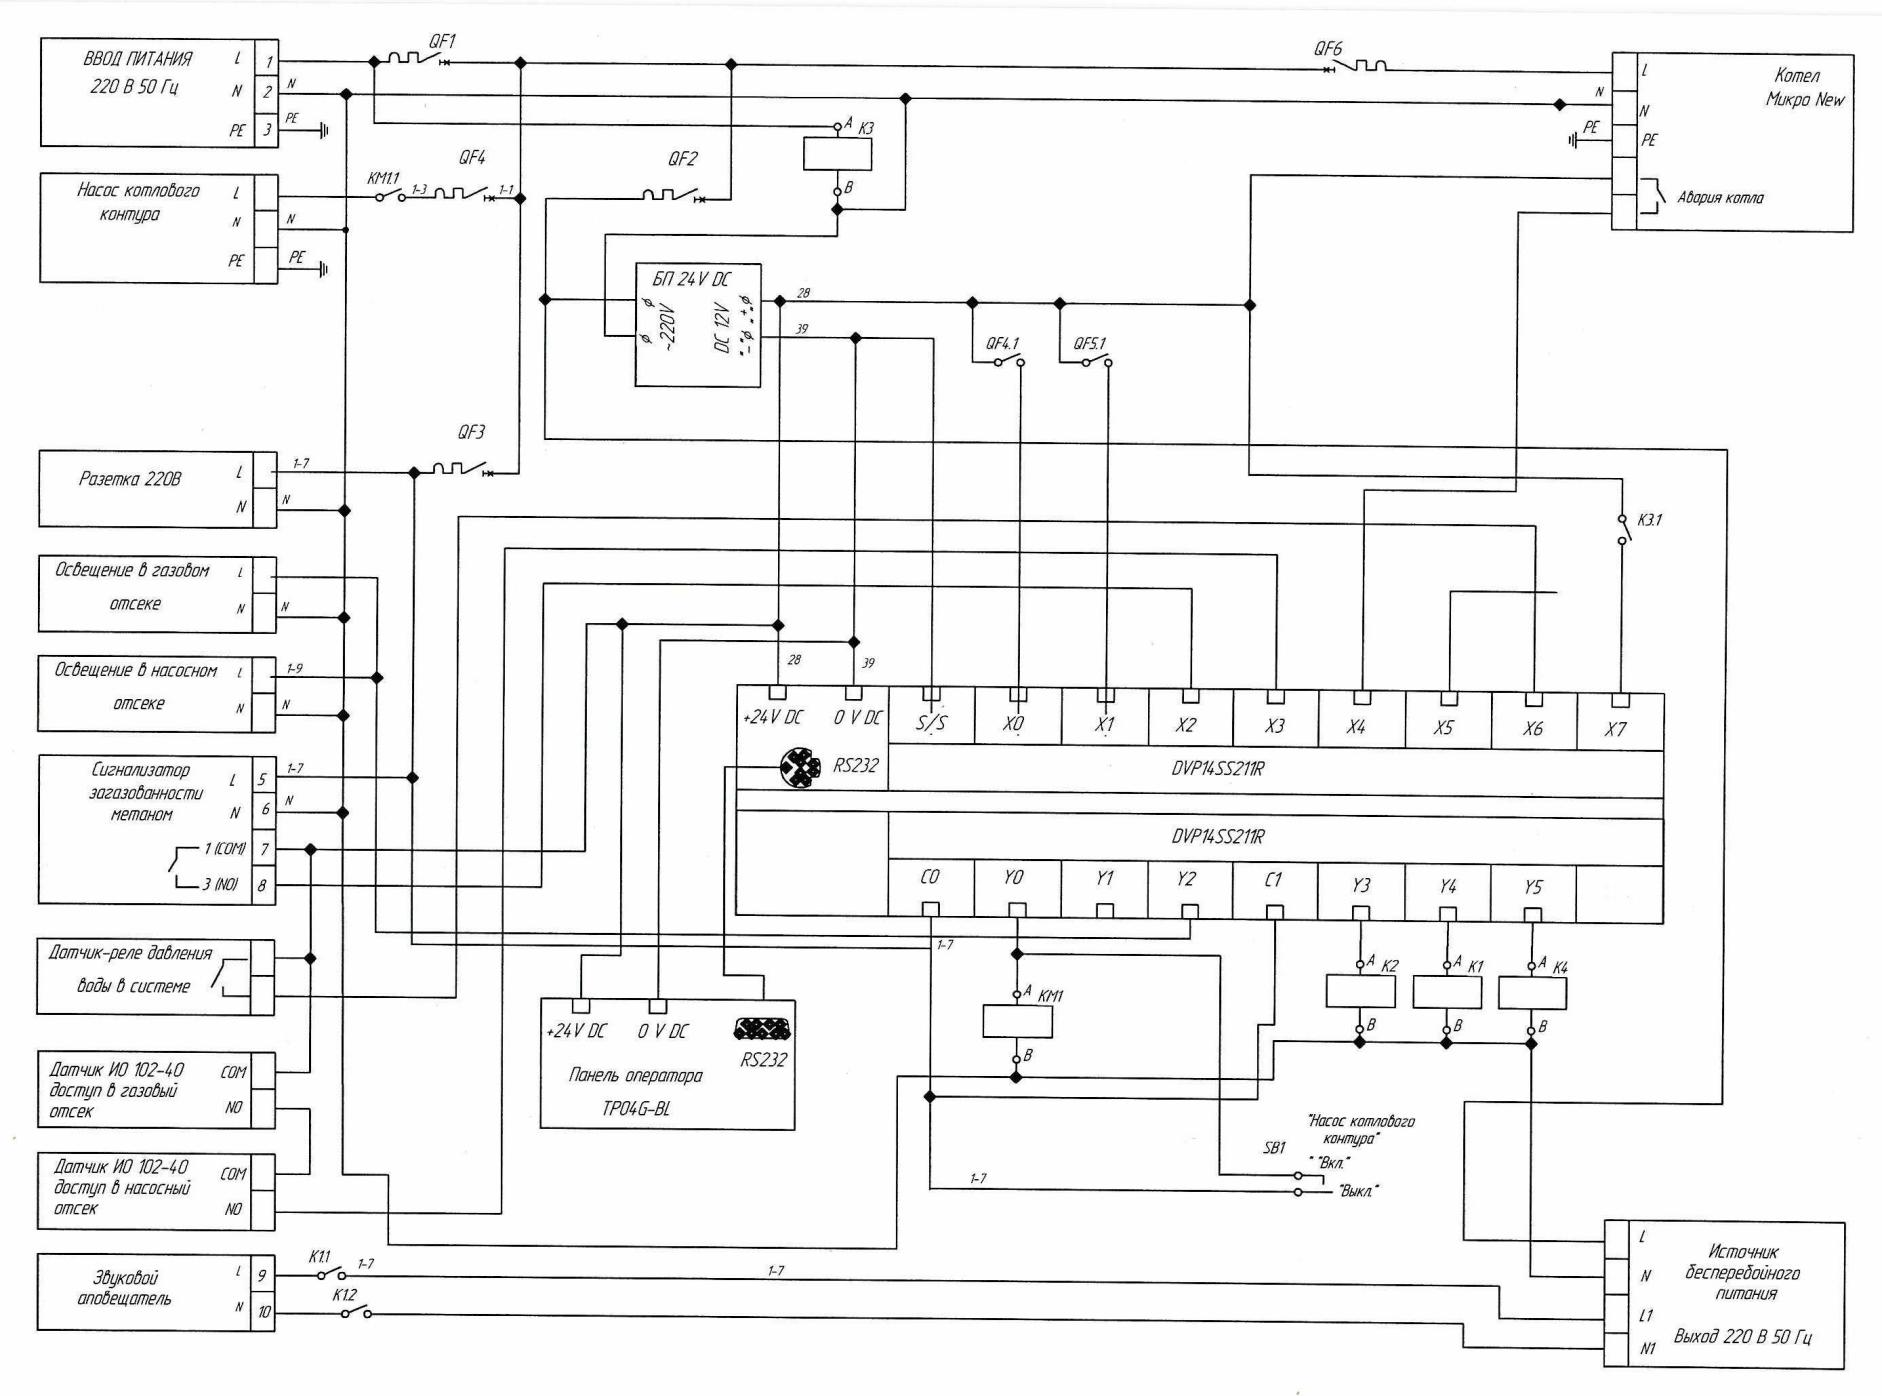 QF1
QF6
ВВОД ПИТАНИЯ L 1
220 В 50 Гц N 2 N
PE 3 PE
Котел
Микро New
L
N N
PE PE
Авария котла
A K3
B
QF4
QF2
KM1.1 1-3 1-1
Насос котлового L
контура N N
PE PE
БП 24V DC
~220V
DC 12V
"-" "+"
28
39
QF4.1
QF5.1
QF3
Разетка 220В L 1-7
N N
K3.1
Освещение в газовом L
отсеке N N
Освещение в насосном L 1-9
отсеке N N
28 39
+24V DC 0 V DC S/S X0 X1 X2 X3 X4 X5 X6 X7
RS232
DVP14SS211R
DVP14SS211R
C0 Y0 Y1 Y2 C1 Y3 Y4 Y5
Сигнализатор L 5 1-7
загазованности
метаном N 6 N
1 (COM) 7
3 (NO) 8
Датчик-реле давления
воды в системе
1-7
A K2
B
A K1
B
A K4
B
A KM1
B
+24V DC 0 V DC
RS232
Панель оператора
TP04G-BL
Датчик ИО 102-40 COM
доступ в газовый
отсек NO
Датчик ИО 102-40 COM
доступ в насосный
отсек NO
"Насос котлового
контура"
SB1
" "Вкл."
"Выкл."
1-7
Звуковой L 9
аповещатель N 10
K1.1 1-7
K1.2
1-7
L
N
L1
N1
Источник
бесперебойного
питания
Выход 220 В 50 Гц